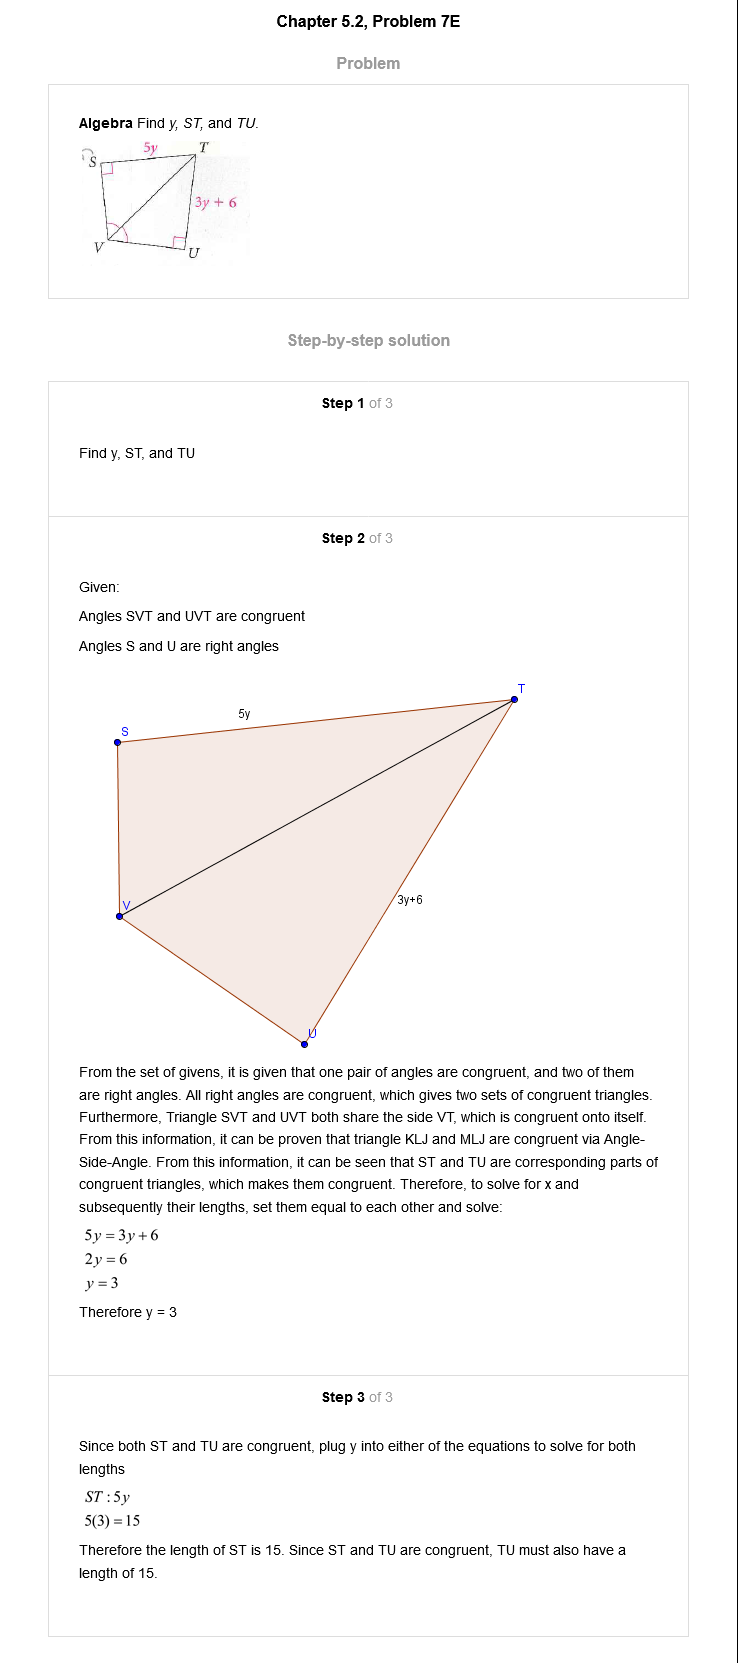 Chapter 5.2, Problem 7E
Problem
Algebra Find y, ST, and TU.
5y
T
S
3y + 6
V
U
Step-by-step solution
Step 1 of 3
Find y, ST, and TU
Step 2 of 3
Given:
Angles SVT and UVT are congruent
Angles S and U are right angles
T
5y
S
V
3y+6
U
From the set of givens, it is given that one pair of angles are congruent, and two of them
are right angles. All right angles are congruent, which gives two sets of congruent triangles.
Furthermore, Triangle SVT and UVT both share the side VT, which is congruent onto itself.
From this information, it can be proven that triangle KLJ and MLJ are congruent via Angle-
Side-Angle. From this information, it can be seen that ST and TU are corresponding parts of
congruent triangles, which makes them congruent. Therefore, to solve for x and
subsequently their lengths, set them equal to each other and solve:
5y = 3y + 6
2y = 6
y = 3
Therefore y = 3
Step 3 of 3
Since both ST and TU are congruent, plug y into either of the equations to solve for both
lengths
ST : 5y
5(3) = 15
Therefore the length of ST is 15. Since ST and TU are congruent, TU must also have a
length of 15.